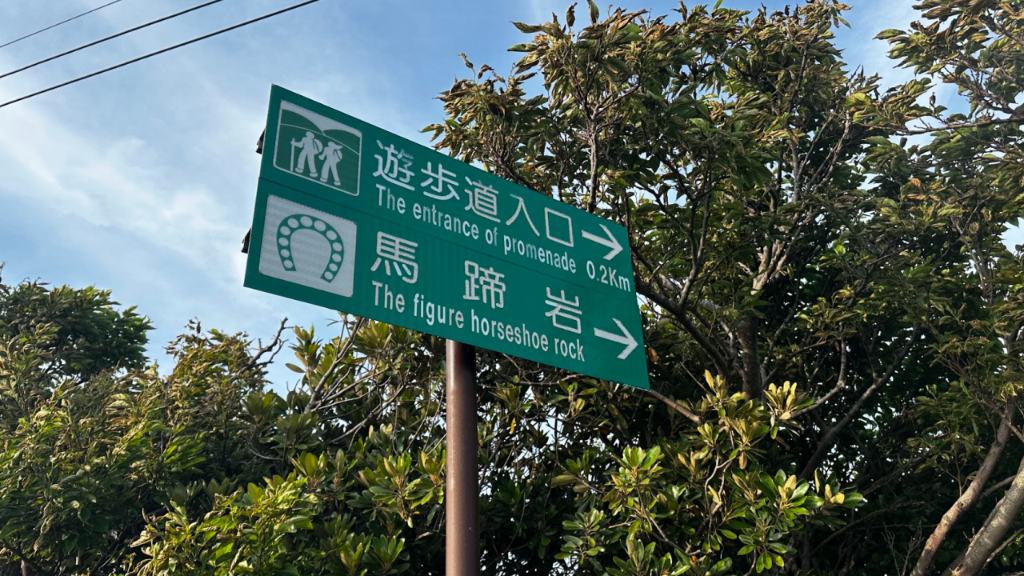 遊歩道入口
The entrance of promenade 0.2Km
馬蹄岩
The figure horseshoe rock